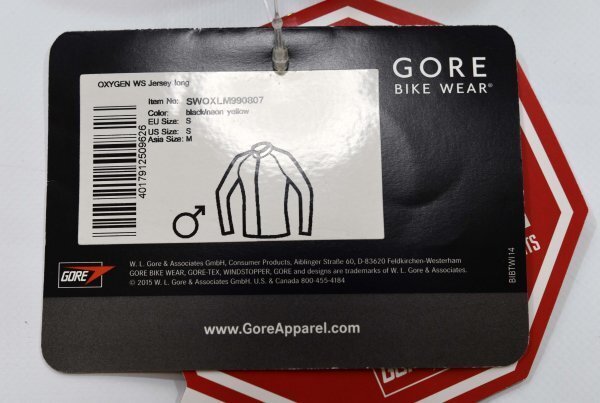 OXYGEN WS Jersey long
Item No: SWOXLM990807
Color: black/neon yellow
EU Size: S
US Size: S
Asia Size: M
4017912509626
GORE
BIKE WEAR®
GORE
W. L. Gore & Associates GmbH, Consumer Products, Aiblinger Straße 60, D-83620 Feldkirchen-Westerham
GORE BIKE WEAR, GORE-TEX, WINDSTOPPER, GORE and designs are trademarks of W. L. Gore & Associates.
© 2015 W. L. Gore & Associates GmbH. U.S. & Canada 800-455-4184
BIBTWI14
www.GoreApparel.com